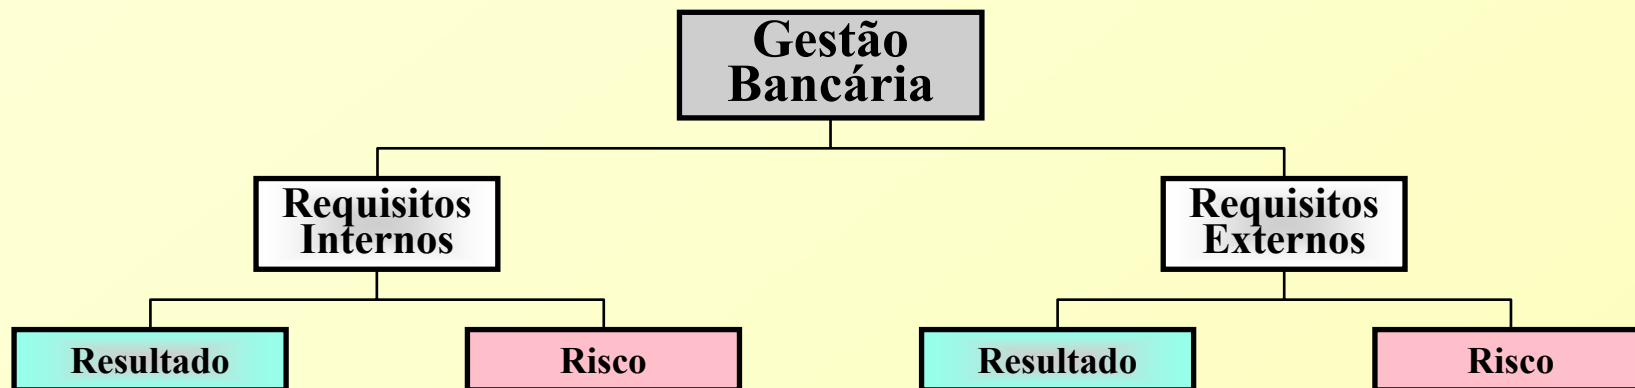 Gestão
Bancária
Requisitos
Internos
Requisitos
Externos
Resultado
Risco
Resultado
Risco